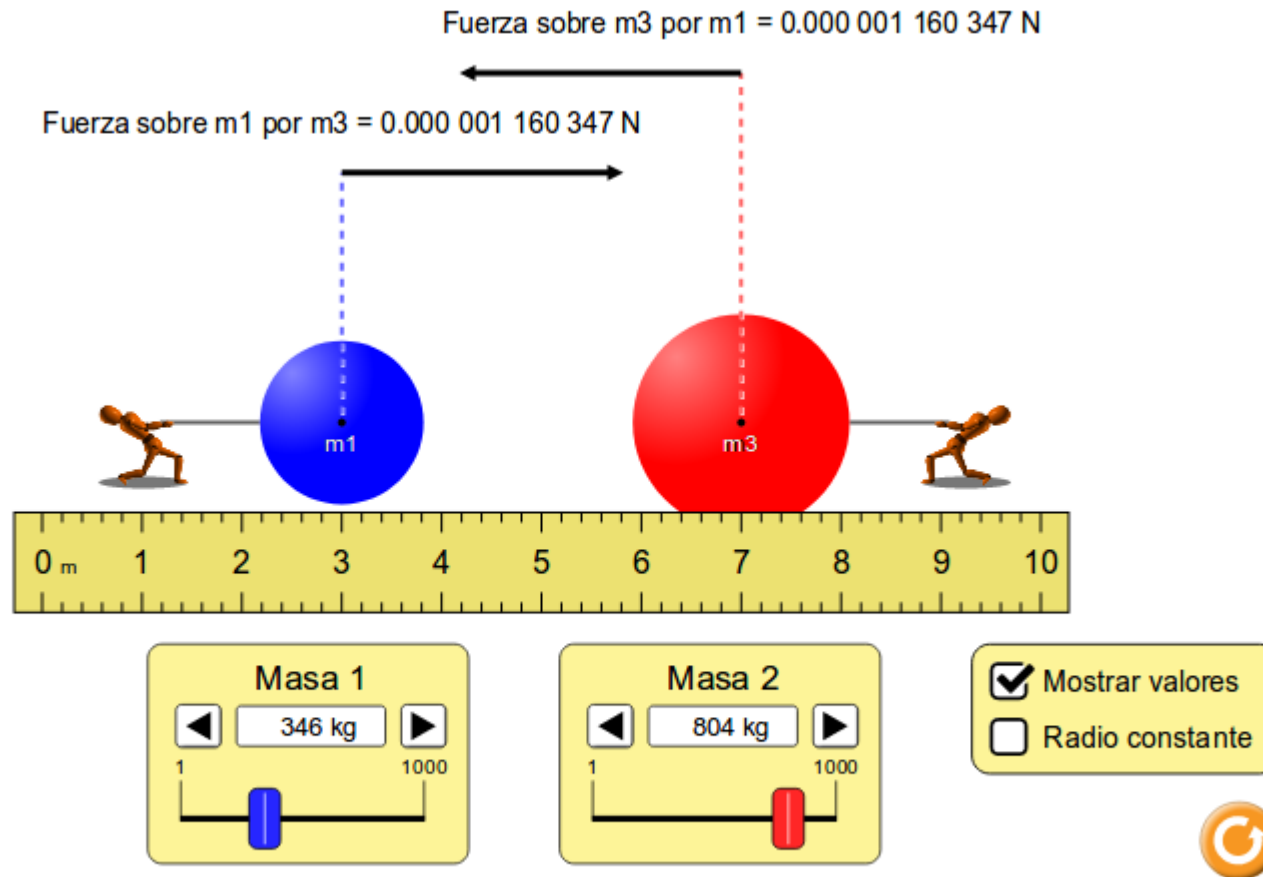 Fuerza sobre m3 por m1 = 0.000 001 160 347 N
Fuerza sobre m1 por m3 = 0.000 001 160 347 N
m1
m3
0 m 1 2 3 4 5 6 7 8 9 10
Masa 1
346 kg
1 1000
Masa 2
804 kg
1 1000
Mostrar valores
Radio constante